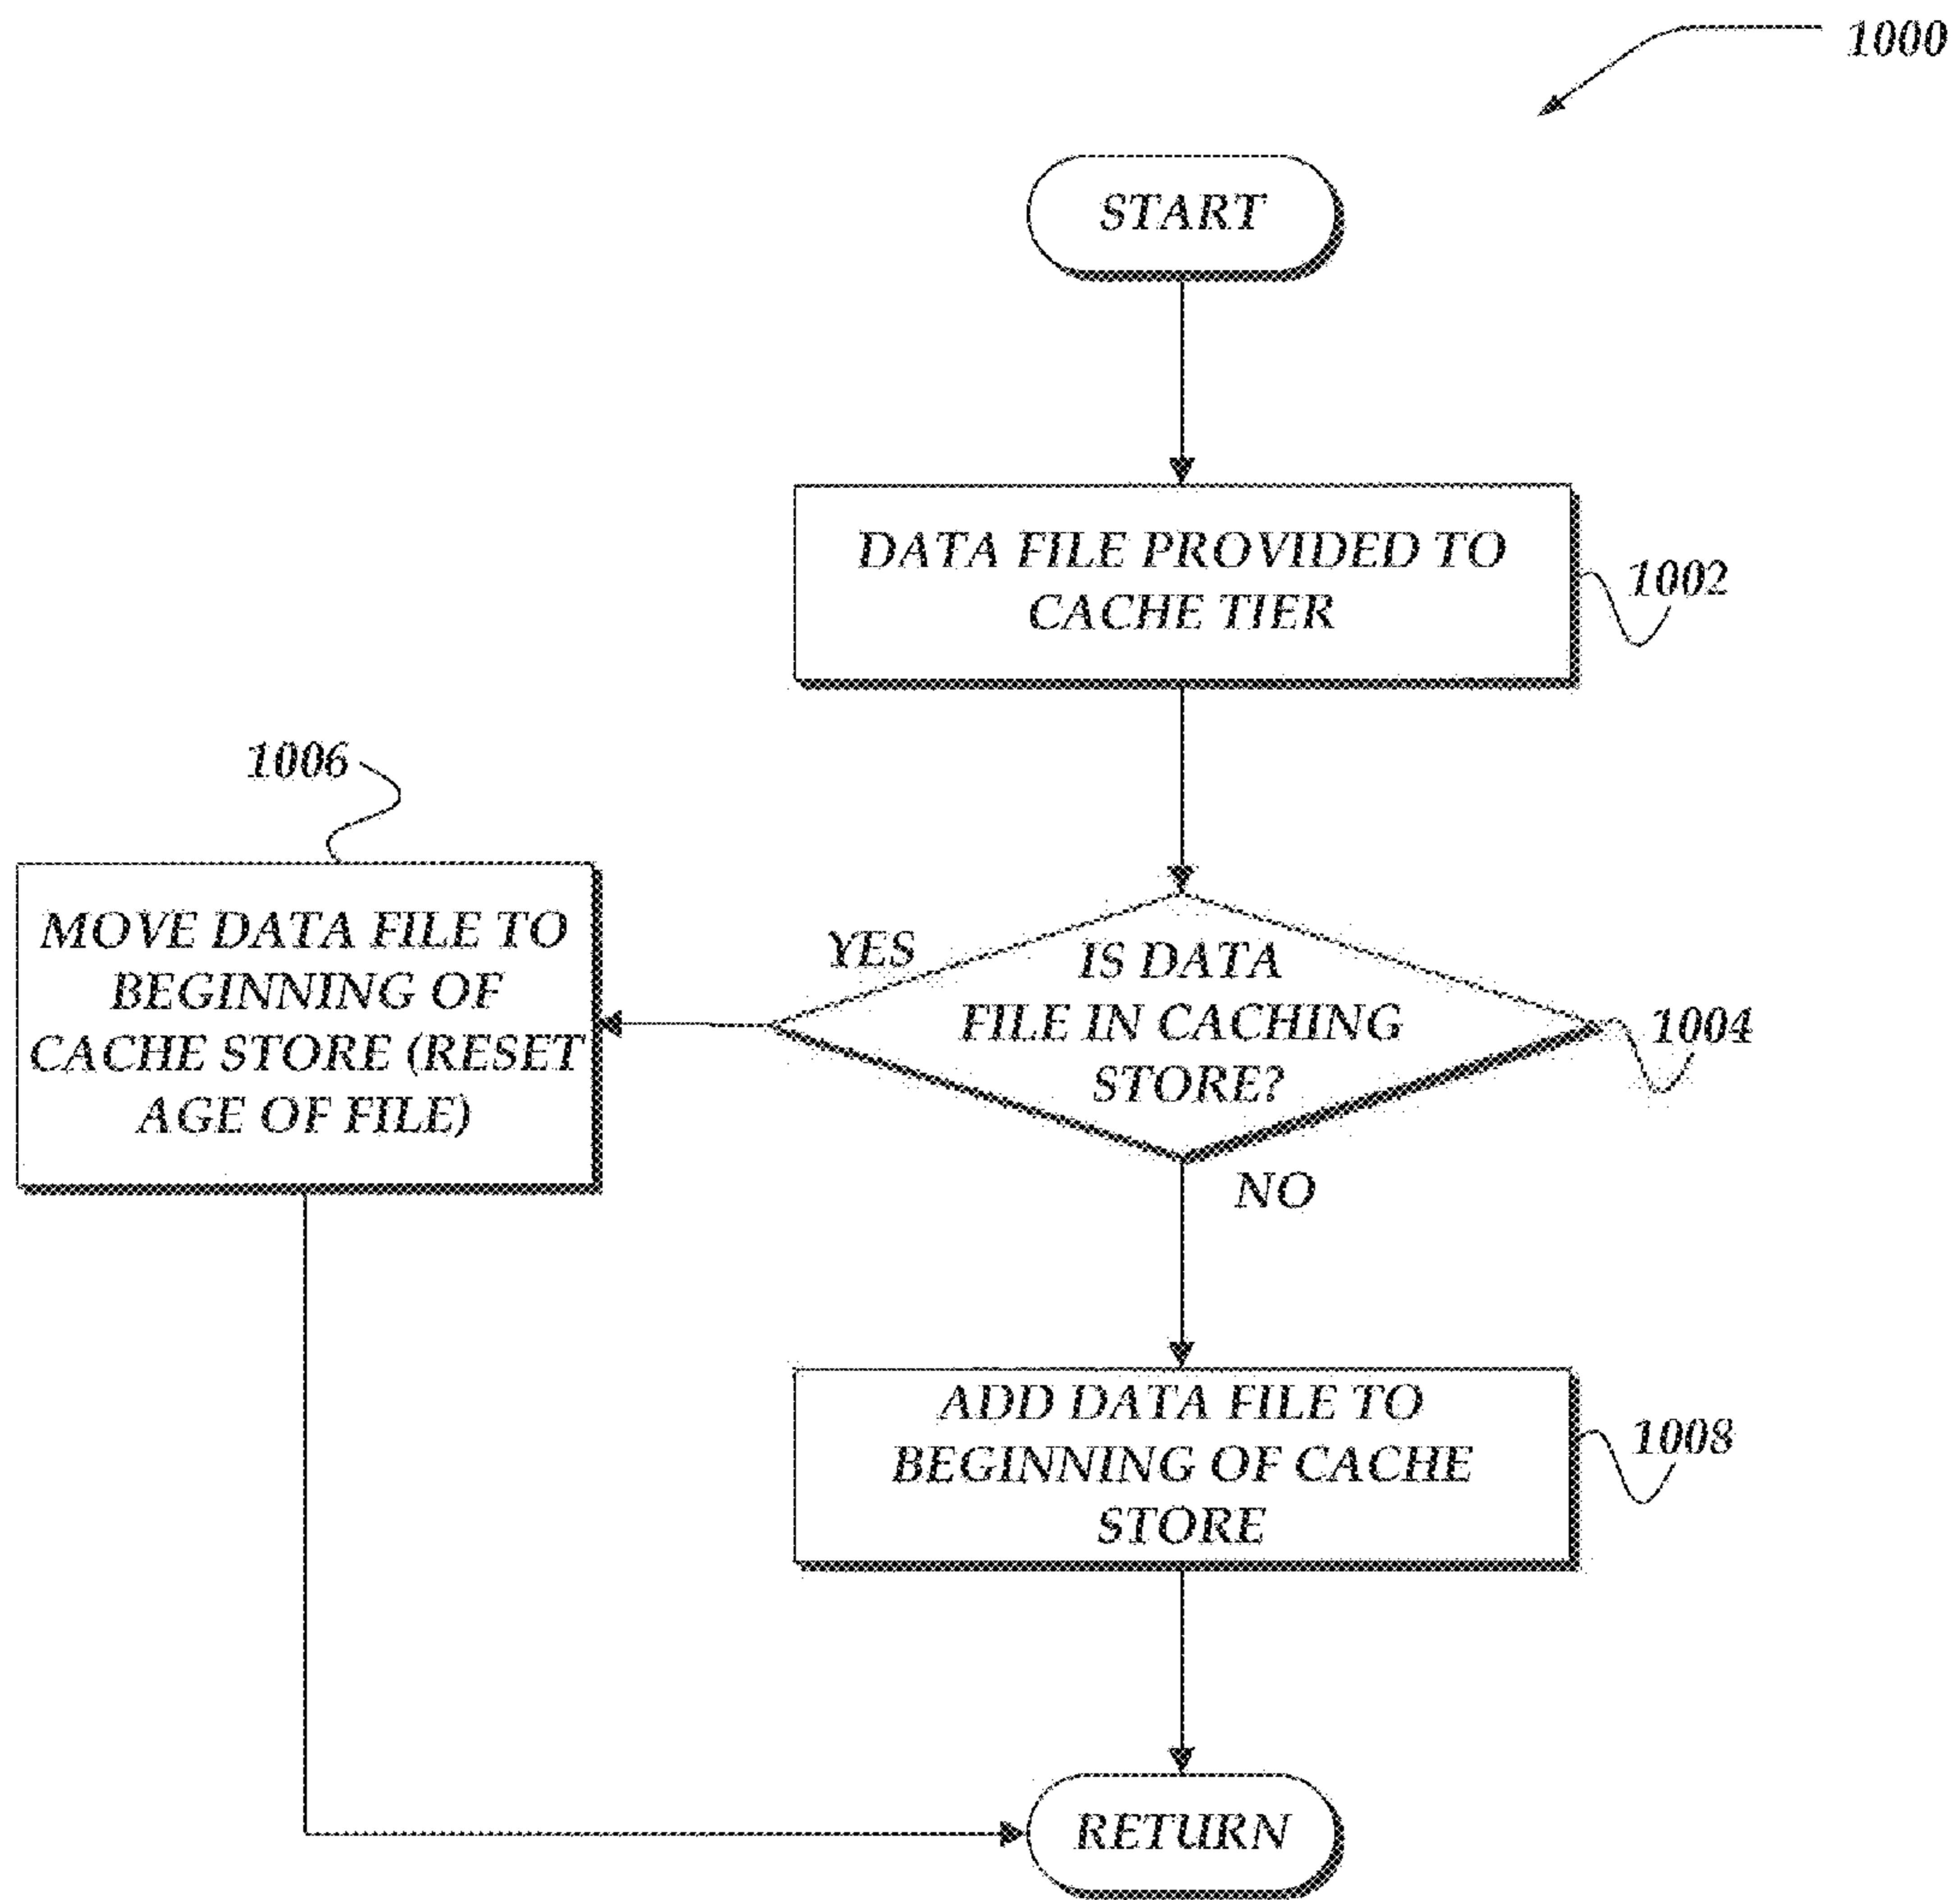 1000
START
DATA FILE PROVIDED TO
CACHE TIER
1002
1006
MOVE DATA FILE TO
BEGINNING OF
CACHE STORE (RESET
AGE OF FILE)
YES
IS DATA
FILE IN CACHING
STORE?
1004
NO
ADD DATA FILE TO
BEGINNING OF CACHE
STORE
1008
RETURN